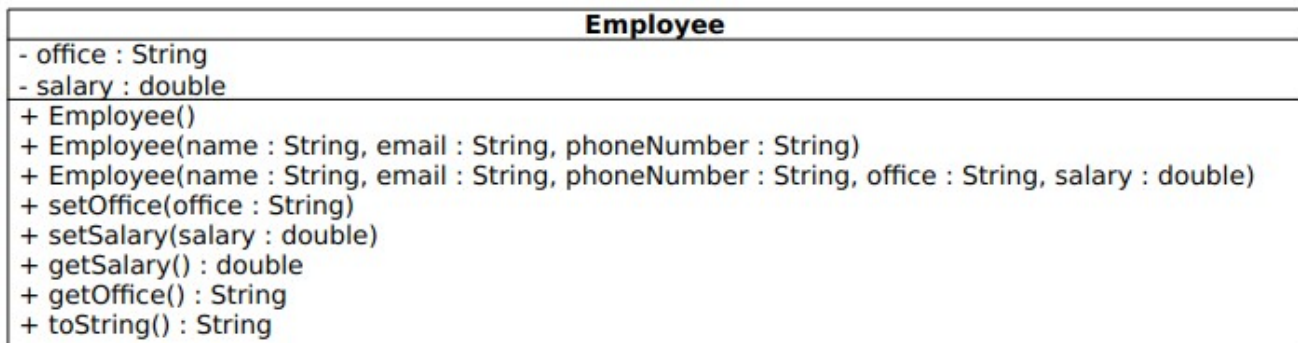 Employee
- office : String
- salary : double
+ Employee()
+ Employee(name : String, email : String, phoneNumber : String)
+ Employee(name : String, email : String, phoneNumber : String, office : String, salary : double)
+ setOffice(office : String)
+ setSalary(salary : double)
+ getSalary() : double
+ getOffice() : String
+ toString() : String